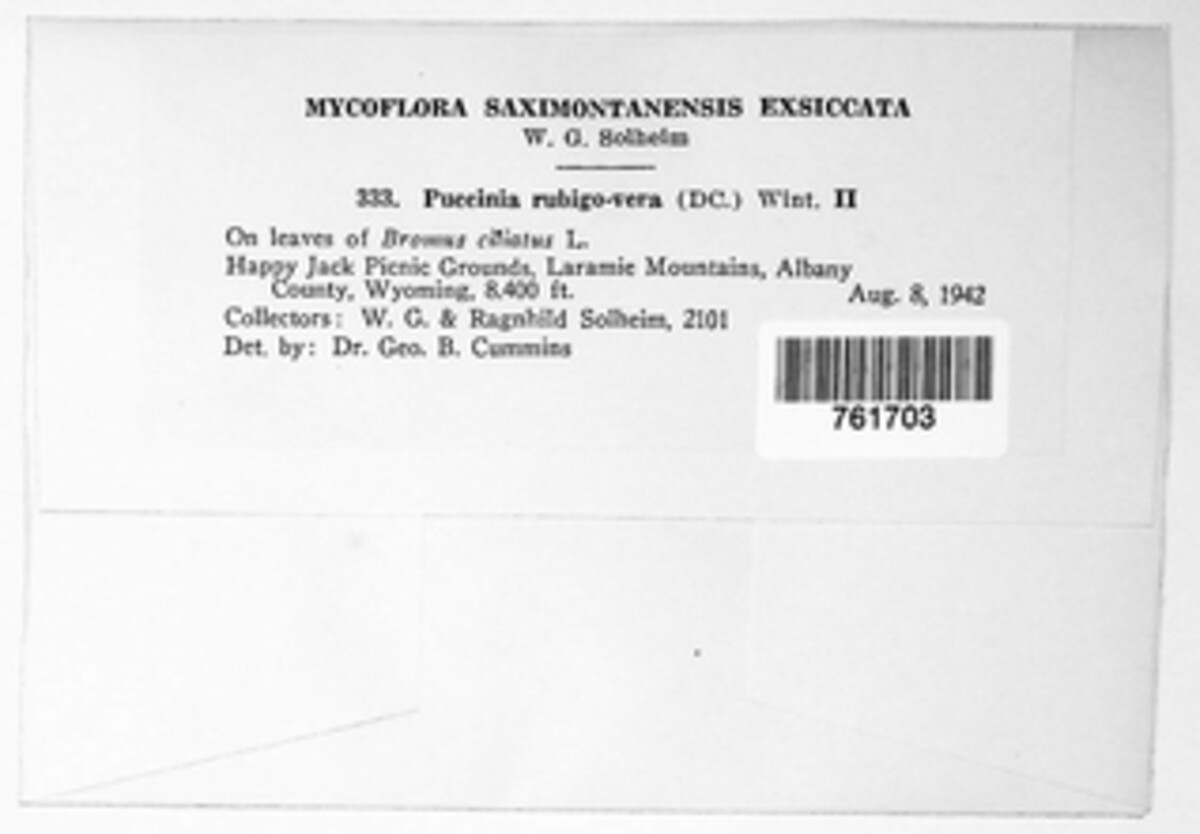 MYCOFLORA SAXIMONTANENSIS EXSICCATA
W. G. Solheim
333. Puccinia rubigo-vera (DC.) Wint. II
On leaves of Bromus ciliatus L.
Happy Jack Picnic Grounds, Laramie Mountains, Albany
County, Wyoming, 8,400 ft. Aug. 8, 1942
Collectors: W. G. & Ragnhild Solheim, 2101
Det. by: Dr. Geo. B. Cummins
761703